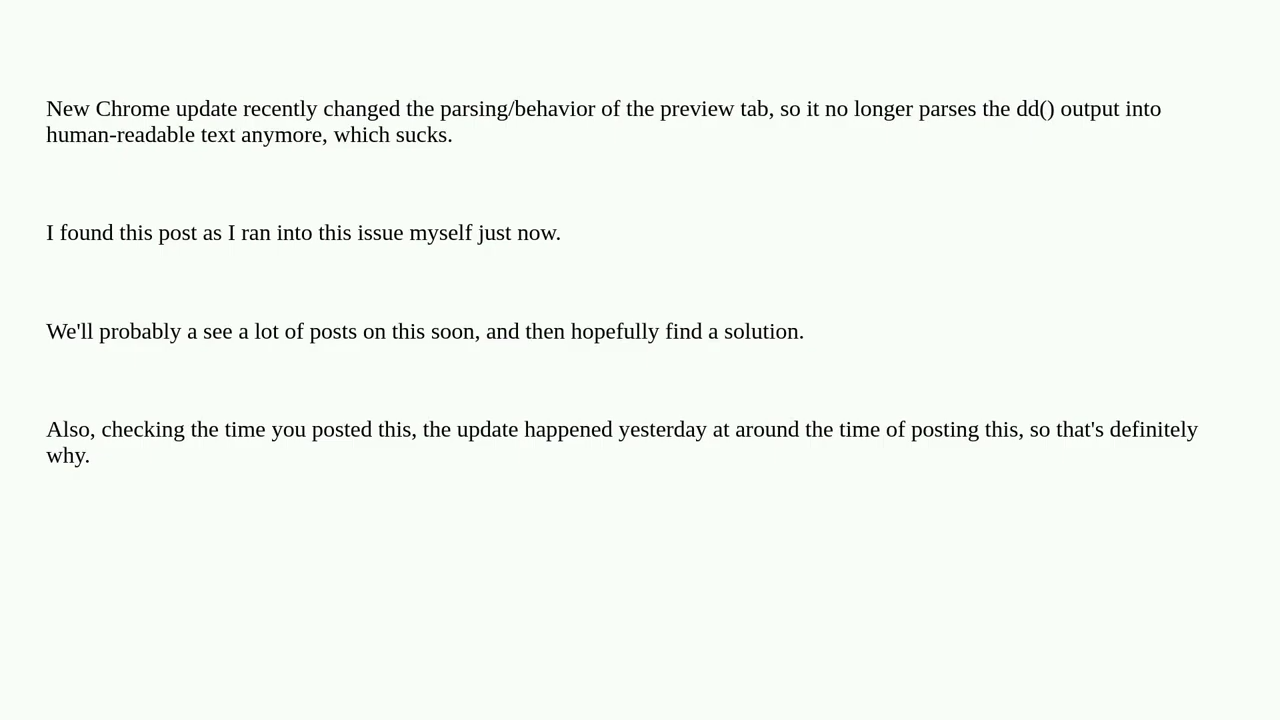 New Chrome update recently changed the parsing/behavior of the preview tab, so it no longer parses the dd() output into
human-readable text anymore, which sucks.
I found this post as I ran into this issue myself just now.
We'll probably a see a lot of posts on this soon, and then hopefully find a solution.
Also, checking the time you posted this, the update happened yesterday at around the time of posting this, so that's definitely
why.